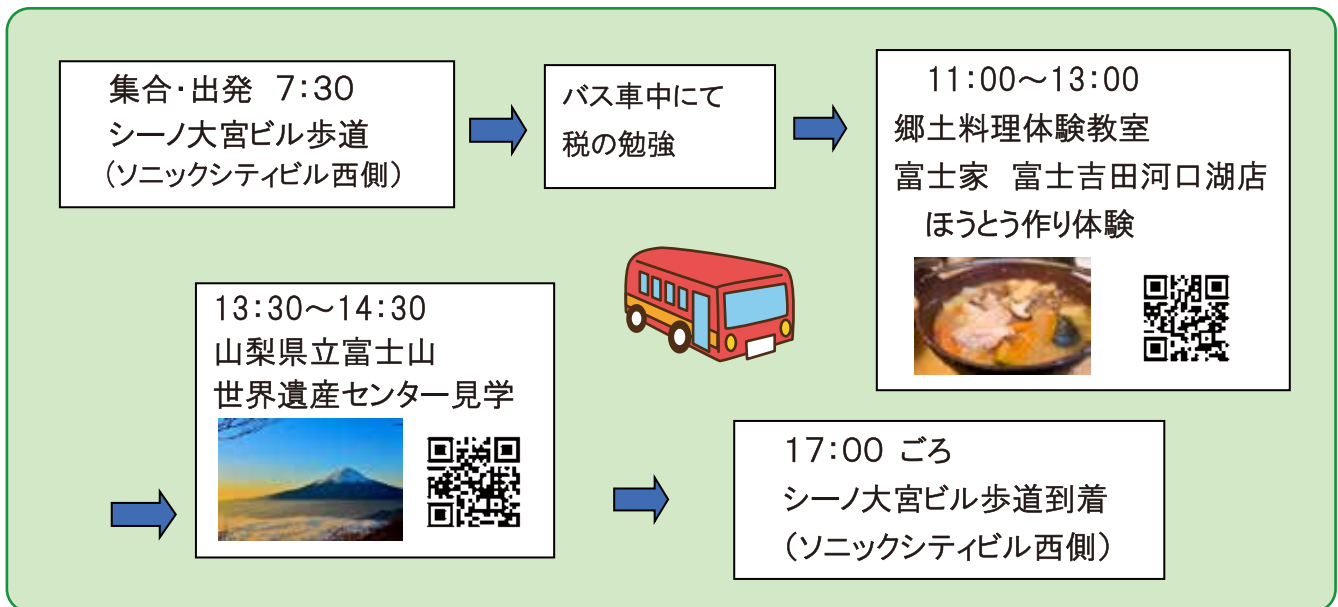 集合・出発　7:30
シーノ大宮ビル歩道
(ソニックシティビル西側)
バス車中にて
税の勉強
11:00～13:00
郷土料理体験教室
富士家　富士吉田河口湖店
ほうとう作り体験
13:30～14:30
山梨県立富士山
世界遺産センター見学
17:00 ごろ
シーノ大宮ビル歩道到着
(ソニックシティビル西側)